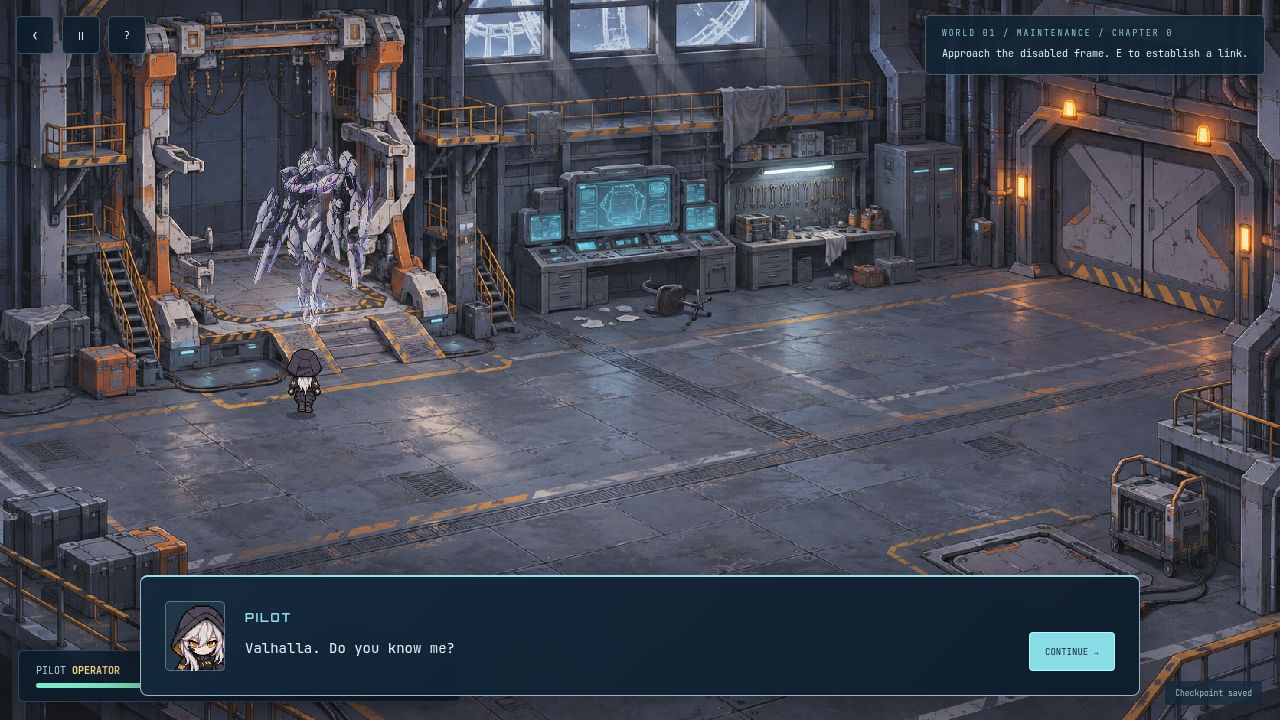 ‹
||
?
WORLD 01 / MAINTENANCE / CHAPTER 0
Approach the disabled frame. E to establish a link.
PILOT
Valhalla. Do you know me?
CONTINUE →
PILOT OPERATOR
Checkpoint saved